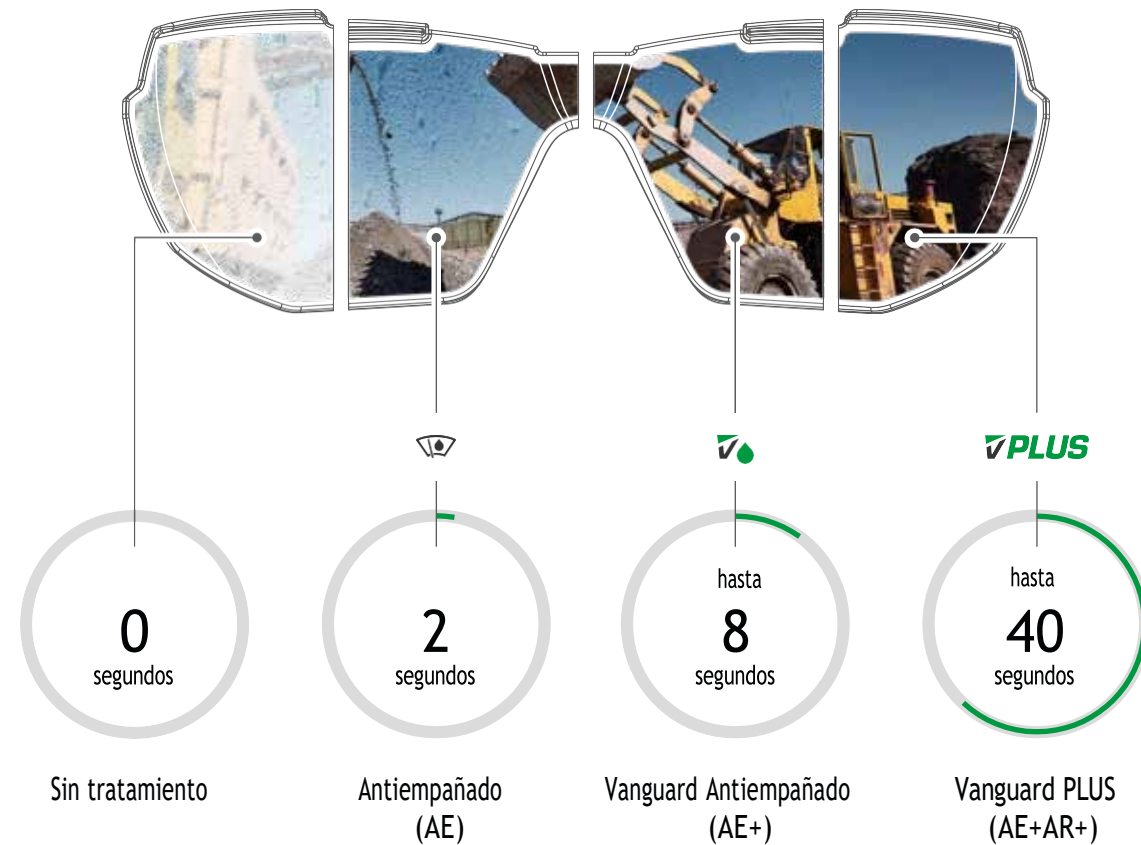 PLUS
0
segundos
2
segundos
hasta
8
segundos
hasta
40
segundos
Sin tratamiento
Antiempañado
(AE)
Vanguard Antiempañado
(AE+)
Vanguard PLUS
(AE+AR+)